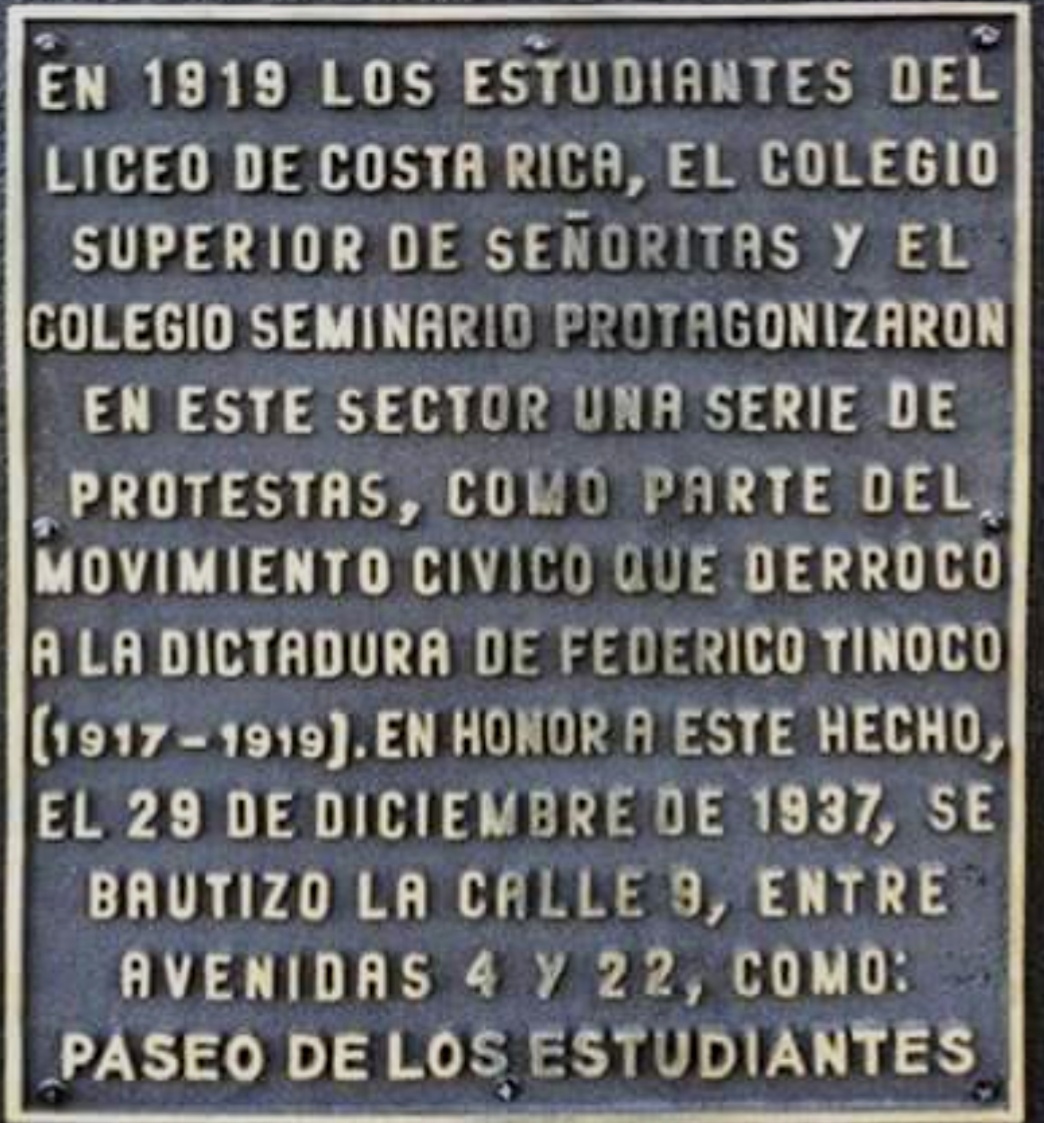 EN 1919 LOS ESTUDIANTES DEL
LICEO DE COSTA RICA, EL COLEGIO
SUPERIOR DE SEÑORITAS Y EL
COLEGIO SEMINARIO PROTAGONIZARON
EN ESTE SECTOR UNA SERIE DE
PROTESTAS, COMO PARTE DEL
MOVIMIENTO CIVICO QUE DERROCO
A LA DICTADURA DE FEDERICO TINOCO
(1917-1919). EN HONOR A ESTE HECHO,
EL 29 DE DICIEMBRE DE 1937, SE
BAUTIZO LA CALLE 9, ENTRE
AVENIDAS 4 Y 22, COMO:
PASEO DE LOS ESTUDIANTES